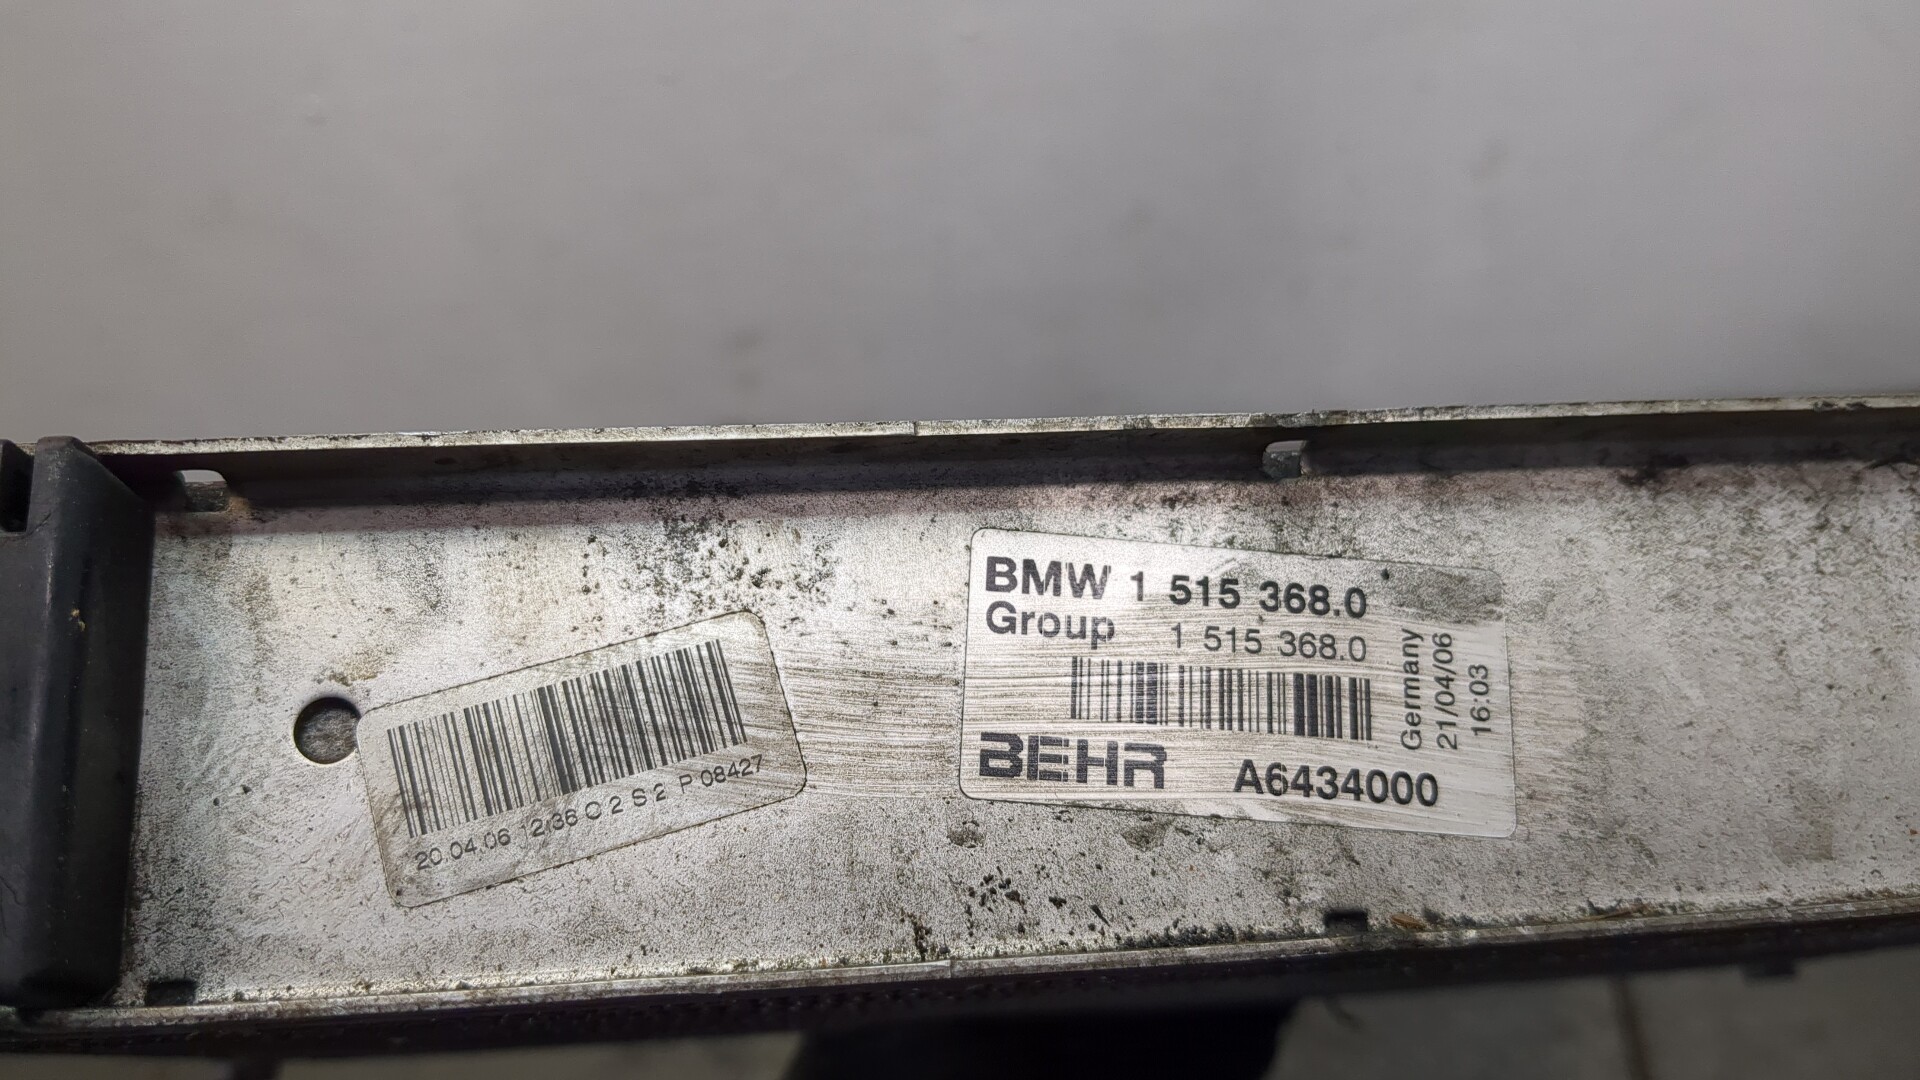 20.04.06 12:36 C 2 S 2 P 08427
BMW 1 515 368.0
Group 1 515 368.0
BEHR A6434000
Germany
21/04/06
16:03